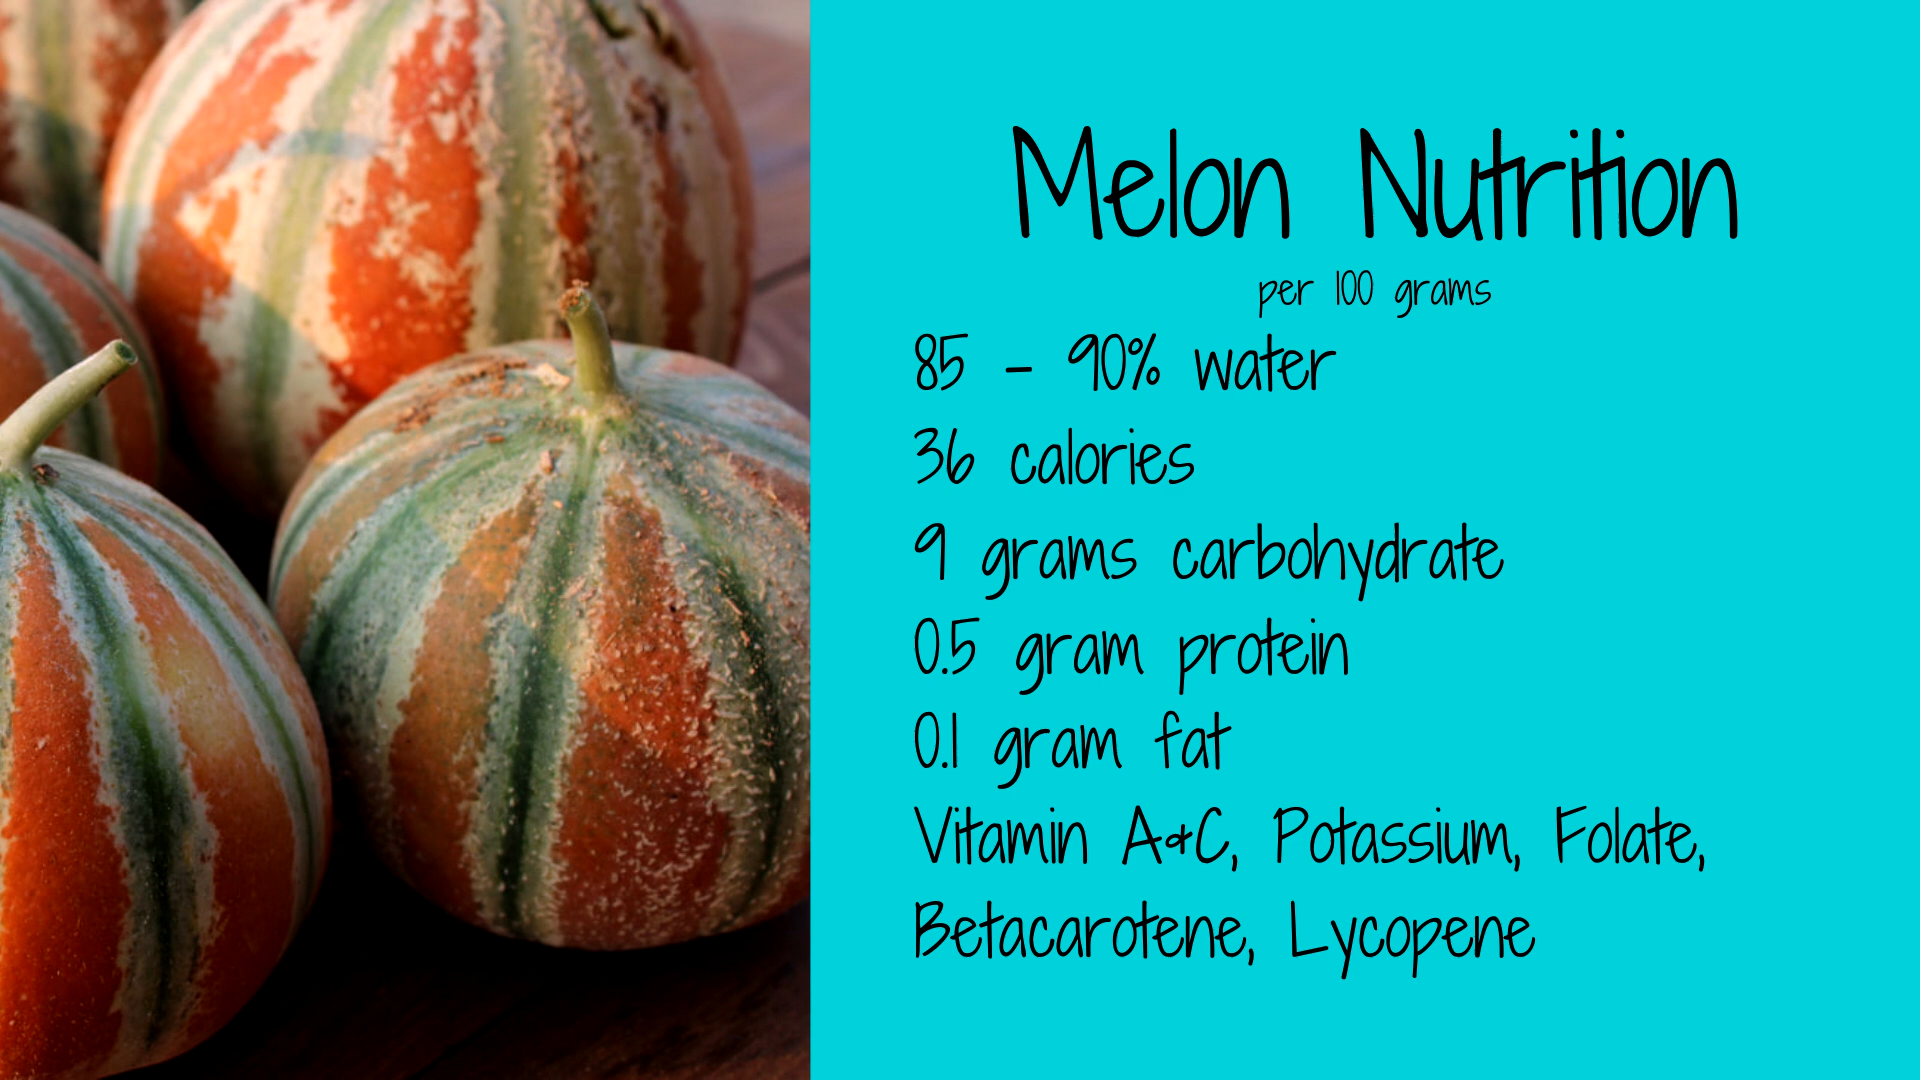 Melon Nutrition
per 100 grams
85 - 90% water
36 calories
9 grams carbohydrate
0.5 gram protein
0.1 gram fat
Vitamin A&C, Potassium, Folate,
Betacarotene, Lycopene